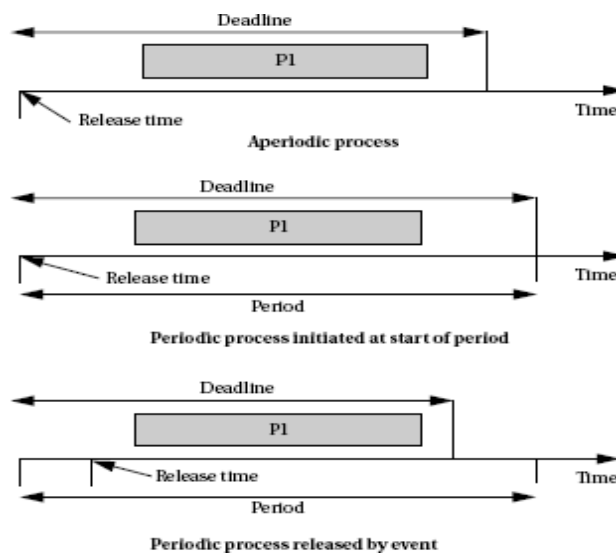 Deadline
P1
Release time
Time
Aperiodic process
Deadline
P1
Release time
Time
Period
Periodic process initiated at start of period
Deadline
P1
Release time
Time
Period
Periodic process released by event